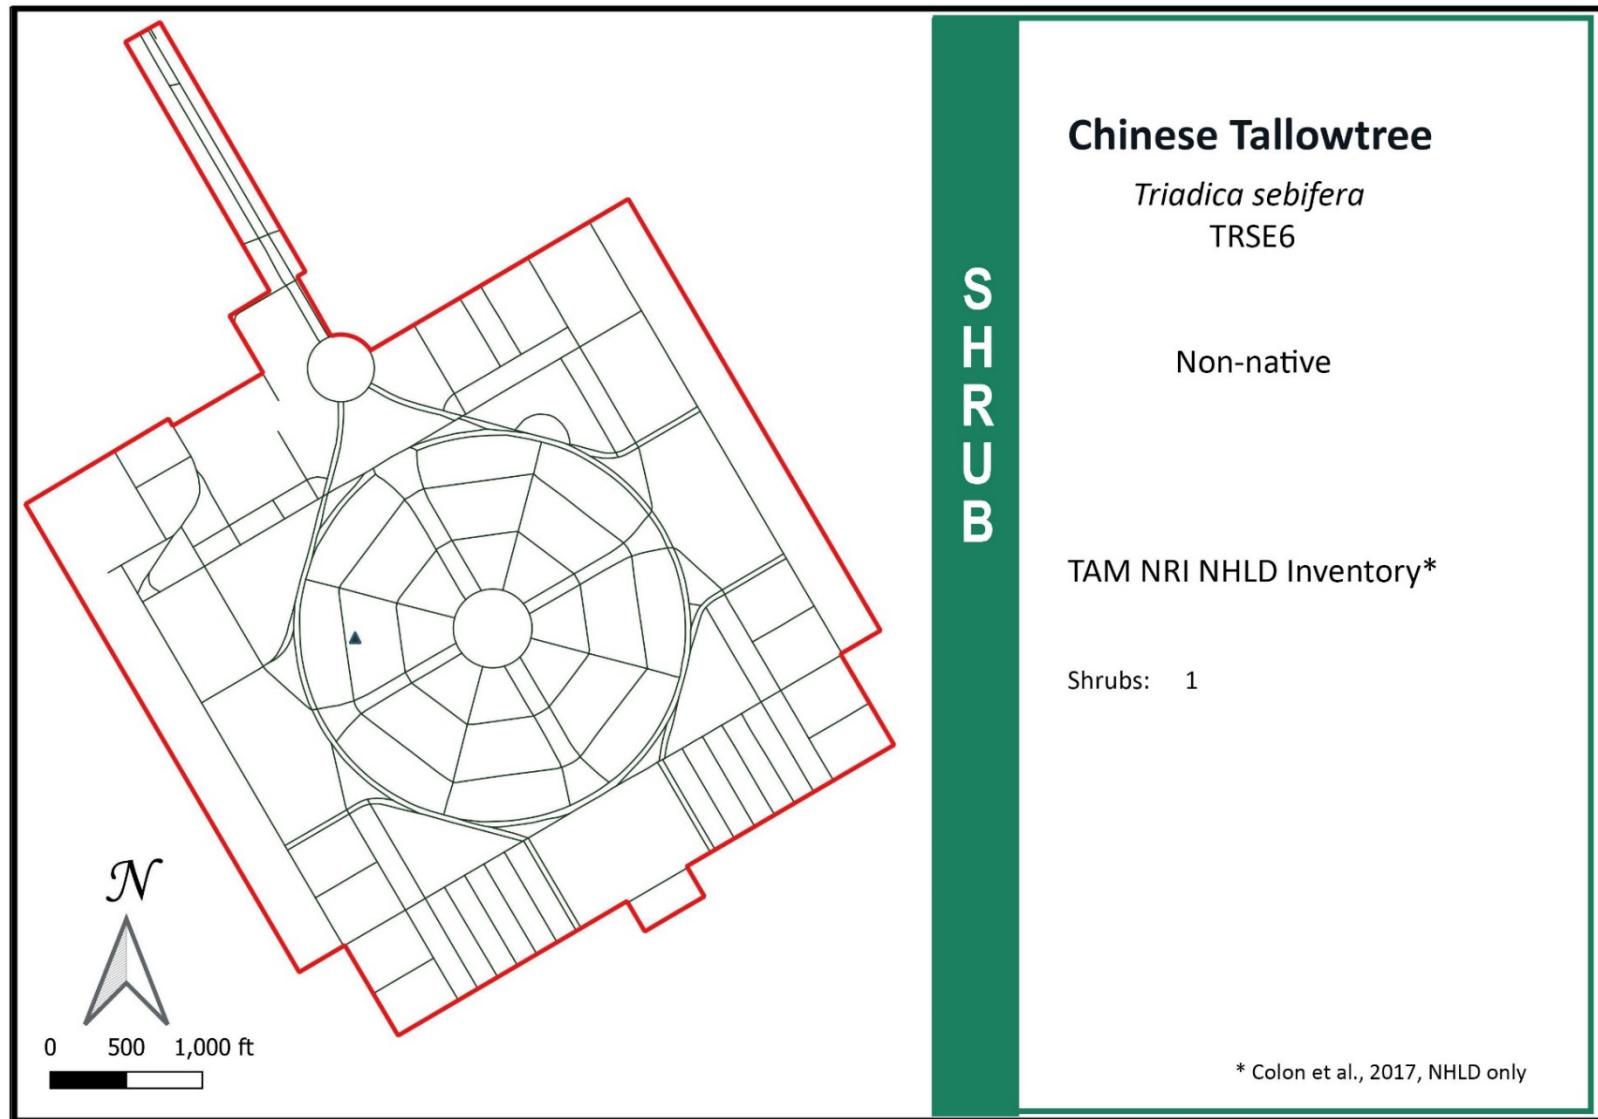 N
0 500 1,000 ft
SHRUB
Chinese Tallowtree
Triadica sebifera
TRSE6
Non-native
TAM NRI NHLD Inventory*
Shrubs: 1
* Colon et al., 2017, NHLD only